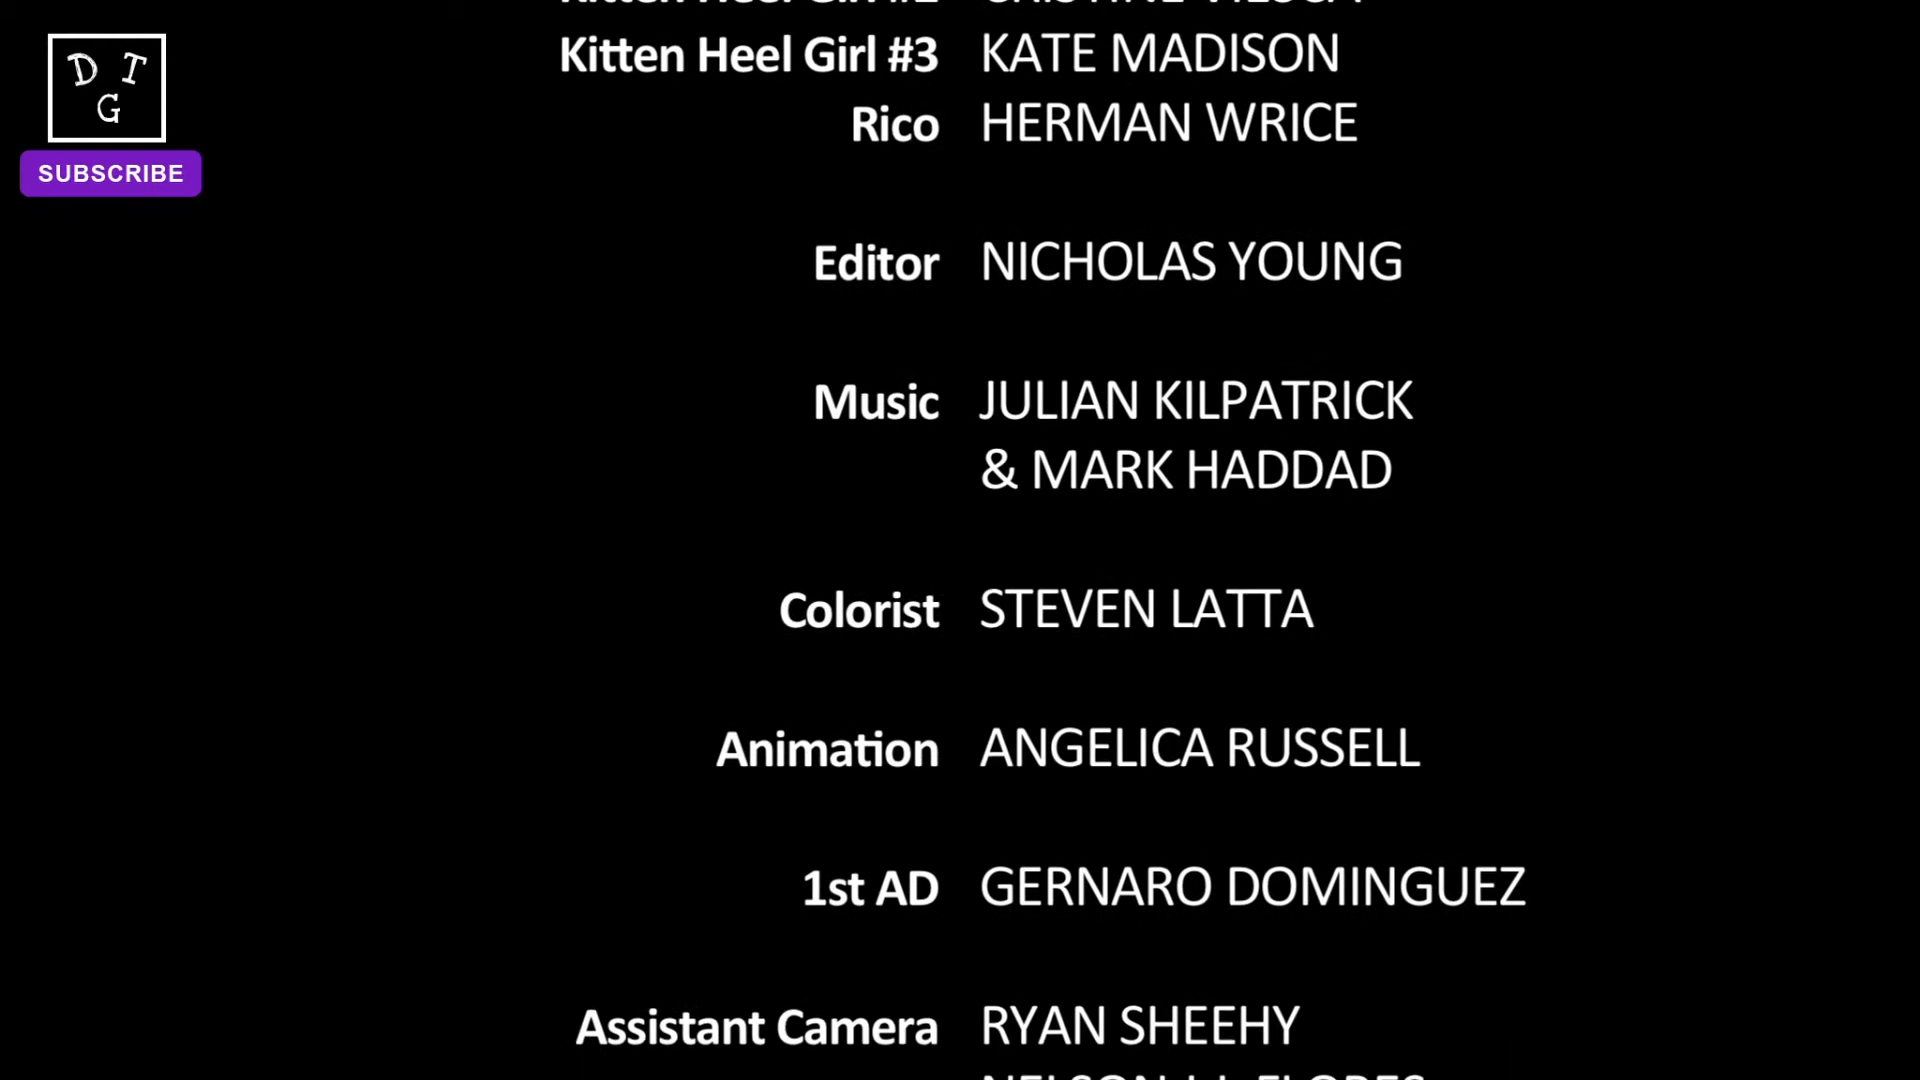 D T
G
SUBSCRIBE
Kitten Heel Girl #3 KATE MADISON
Rico HERMAN WRICE
Editor NICHOLAS YOUNG
Music JULIAN KILPATRICK
& MARK HADDAD
Colorist STEVEN LATTA
Animation ANGELICA RUSSELL
1st AD GERNARO DOMINGUEZ
Assistant Camera RYAN SHEEHY